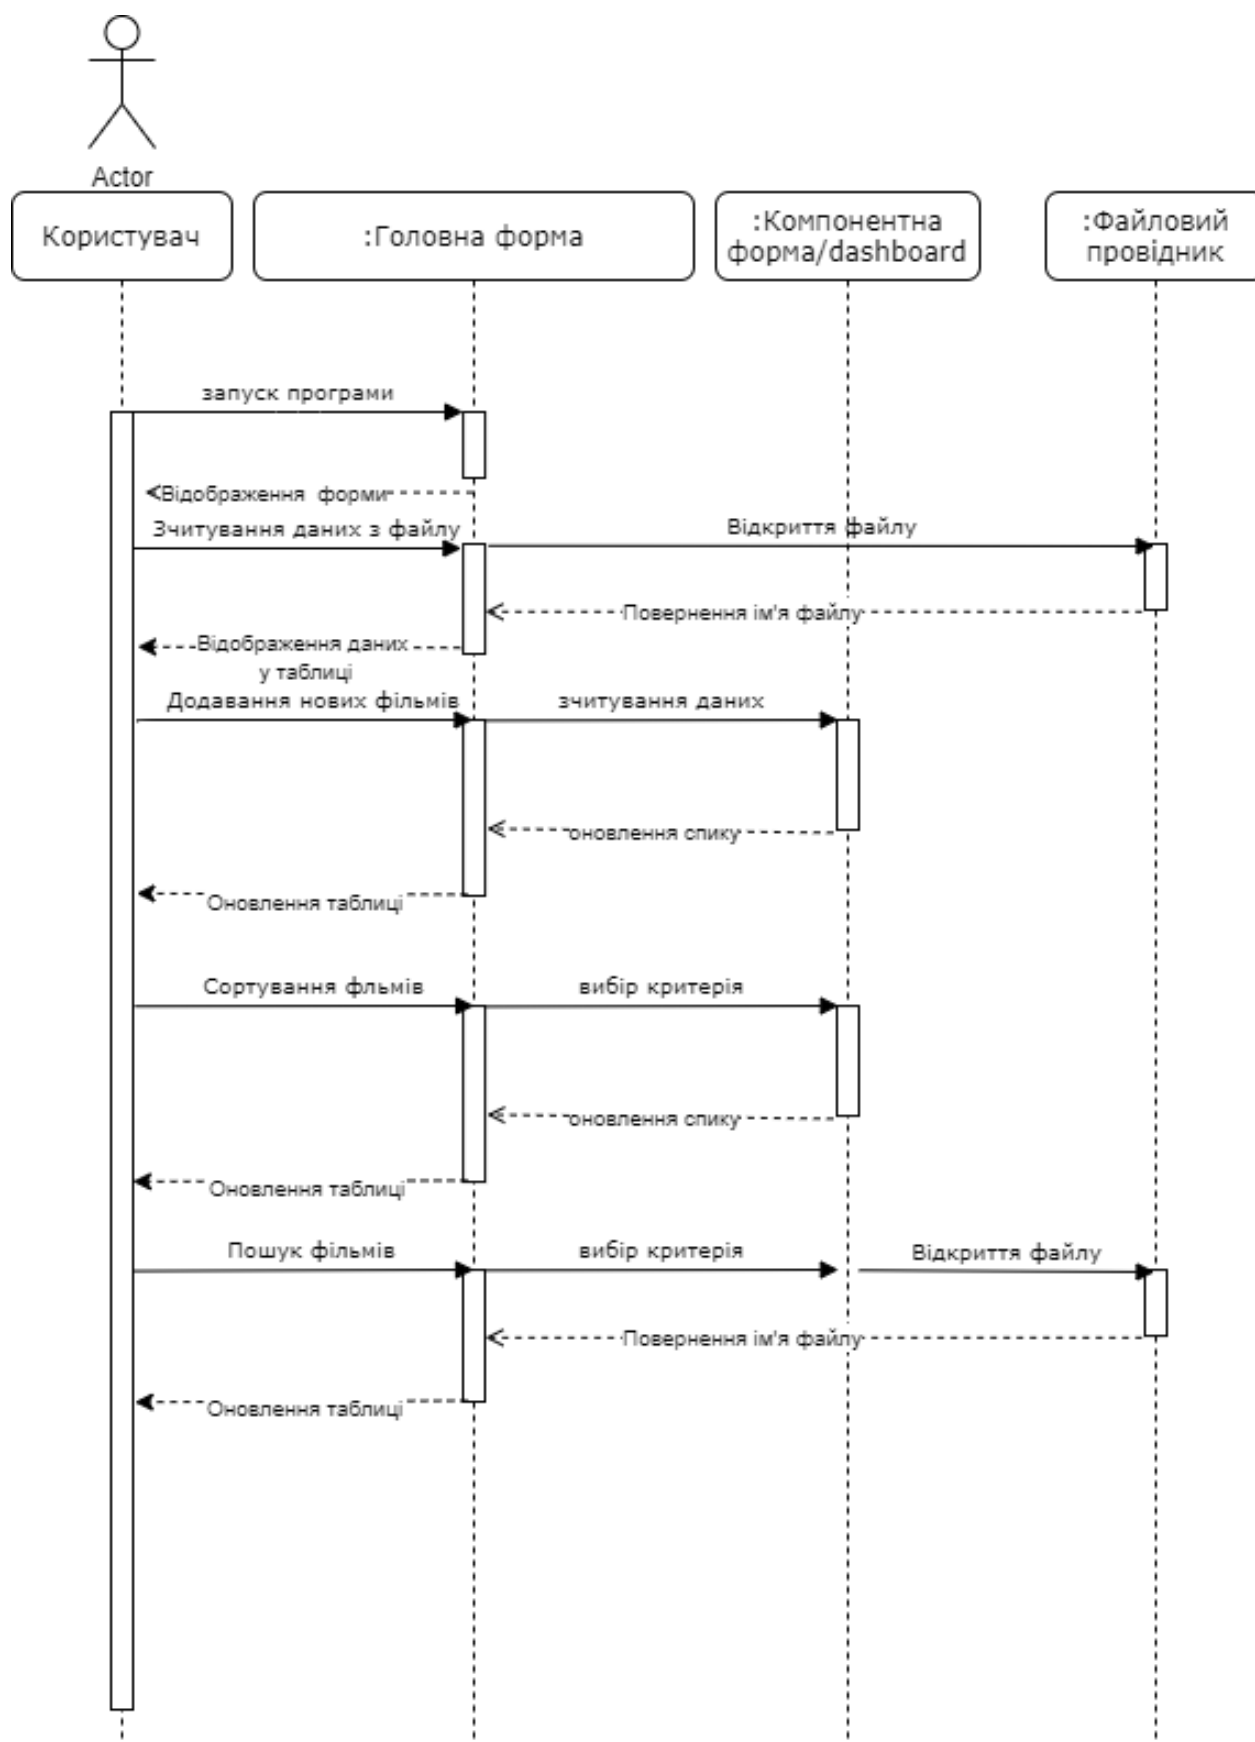 Actor
Користувач
:Головна форма
:Компонентна
форма/dashboard
:Файловий
провідник
запуск програми
Відображення форми
Зчитування даних з файлу
Відкриття файлу
Повернення ім'я файлу
Відображення даних
у таблиці
Додавання нових фільмів
зчитування даних
оновлення спику
Оновлення таблиці
Сортування фльмів
вибір критерія
оновлення спику
Оновлення таблиці
Пошук фільмів
вибір критерія
Відкриття файлу
Повернення ім'я файлу
Оновлення таблиці